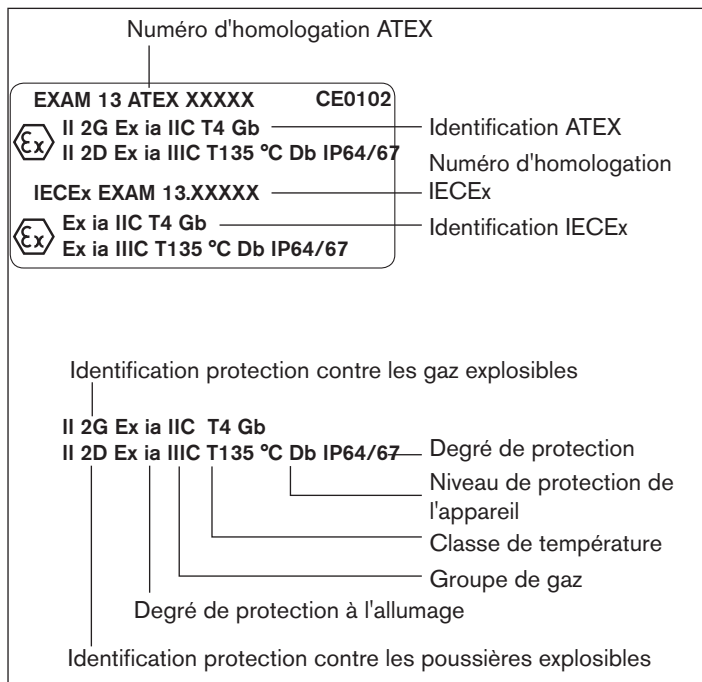 Numéro d'homologation ATEX
EXAM 13 ATEX XXXXX CE0102
II 2G Ex ia IIC T4 Gb
Identification ATEX
II 2D Ex ia IIIC T135 °C Db IP64/67
Numéro d'homologation
IECEx
IECEx EXAM 13.XXXXX
Ex ia IIC T4 Gb
Identification IECEx
Ex ia IIIC T135 °C Db IP64/67
Identification protection contre les gaz explosibles
II 2G Ex ia IIC T4 Gb
II 2D Ex ia IIIC T135 °C Db IP64/67
Degré de protection
Niveau de protection de
l'appareil
Classe de température
Groupe de gaz
Degré de protection à l'allumage
Identification protection contre les poussières explosibles